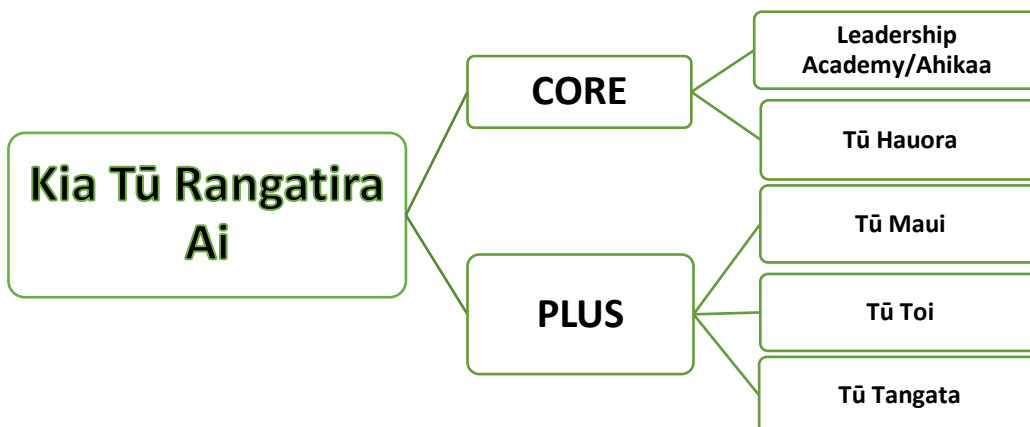 Kia Tū Rangatira
Ai
CORE
PLUS
Leadership
Academy/Ahikaa
Tū Hauora
Tū Maui
Tū Toi
Tū Tangata